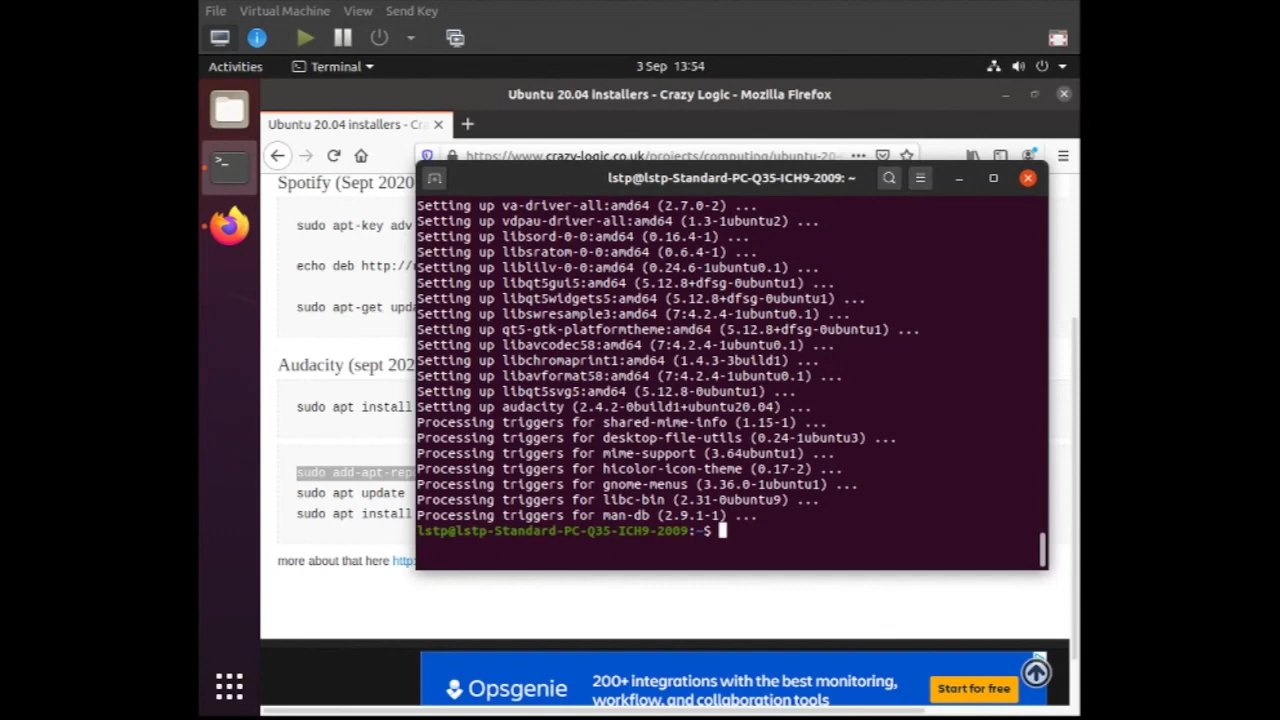 File Virtual Machine View Send Key
Activities Terminal 3 Sep 13:54
Ubuntu 20.04 installers - Crazy Logic - Mozilla Firefox
Ubuntu 20.04 installers - Cr
https://www.crazy-logic.co.uk/projects/computing/ubuntu-20-
Spotify (Sept 2020
sudo apt-key adv
echo deb http://
sudo apt-get upda
Audacity (sept 202
sudo apt install
sudo add-apt-rep
sudo apt update
sudo apt install
more about that here http:
lstp@lstp-Standard-PC-Q35-ICH9-2009: ~
Setting up va-driver-all:amd64 (2.7.0-2) ...
Setting up vdpau-driver-all:amd64 (1.3-1ubuntu2) ...
Setting up libsord-0-0:amd64 (0.16.4-1) ...
Setting up libsratom-0-0:amd64 (0.6.4-1) ...
Setting up liblilv-0-0:amd64 (0.24.6-1ubuntu0.1) ...
Setting up libqt5gui5:amd64 (5.12.8+dfsg-0ubuntu1) ...
Setting up libqt5widgets5:amd64 (5.12.8+dfsg-0ubuntu1) ...
Setting up libswresample3:amd64 (7:4.2.4-1ubuntu0.1) ...
Setting up qt5-gtk-platformtheme:amd64 (5.12.8+dfsg-0ubuntu1) ...
Setting up libavcodec58:amd64 (7:4.2.4-1ubuntu0.1) ...
Setting up libchromaprint1:amd64 (1.4.3-3build1) ...
Setting up libavformat58:amd64 (7:4.2.4-1ubuntu0.1) ...
Setting up libqt5svg5:amd64 (5.12.8-0ubuntu1) ...
Setting up audacity (2.4.2-0build1+ubuntu20.04) ...
Processing triggers for shared-mime-info (1.15-1) ...
Processing triggers for desktop-file-utils (0.24-1ubuntu3) ...
Processing triggers for mime-support (3.64ubuntu1) ...
Processing triggers for hicolor-icon-theme (0.17-2) ...
Processing triggers for gnome-menus (3.36.0-1ubuntu1) ...
Processing triggers for libc-bin (2.31-0ubuntu9) ...
Processing triggers for man-db (2.9.1-1) ...
lstp@lstp-Standard-PC-Q35-ICH9-2009:~$
Opsgenie
200+ integrations with the best monitoring,
workflow, and collaboration tools
Start for free